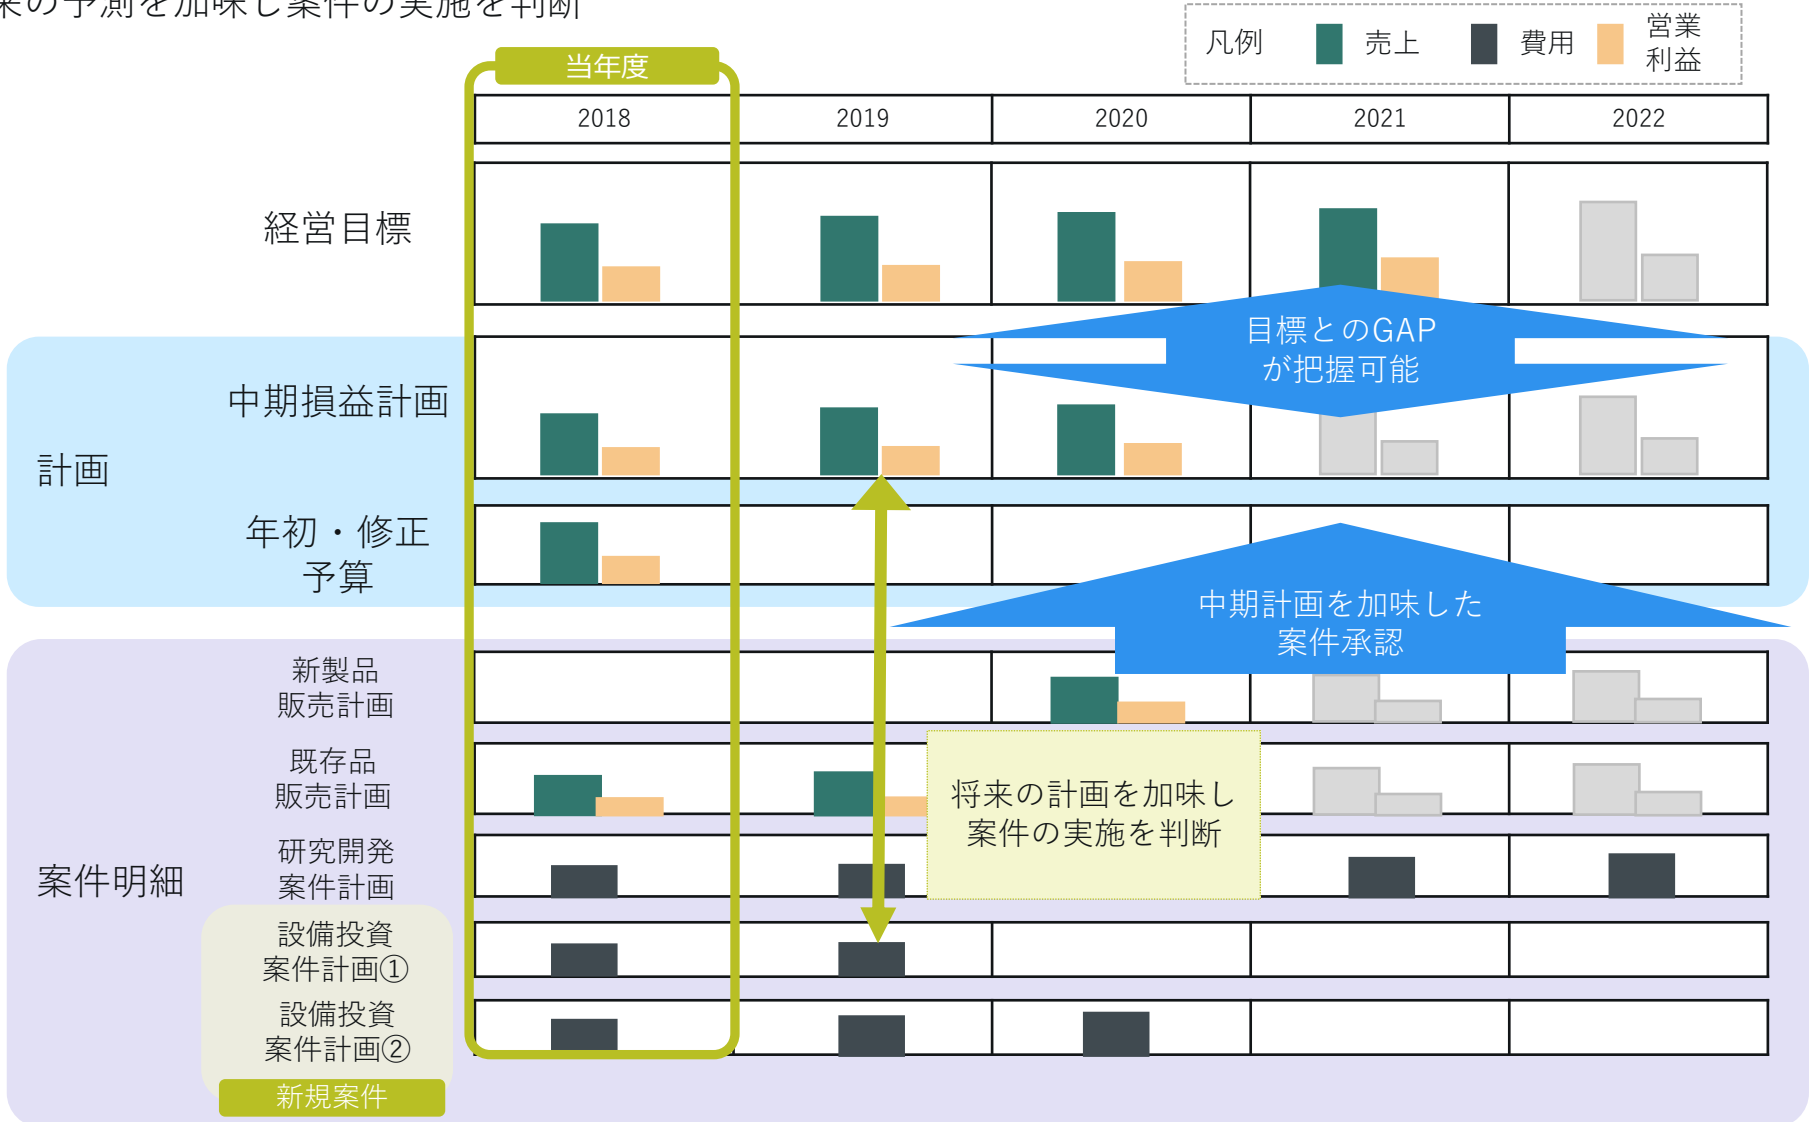 来の予測を加味し案件の実施を判断
凡例
売上
費用
営業
利益
当年度
2018
2019
2020
2021
2022
経営目標
目標とのGAP
が把握可能
計画
中期損益計画
年初・修正
予算
中期計画を加味した
案件承認
案件明細
新製品
販売計画
既存品
販売計画
将来の計画を加味し
案件の実施を判断
研究開発
案件計画
設備投資
案件計画①
設備投資
案件計画②
新規案件